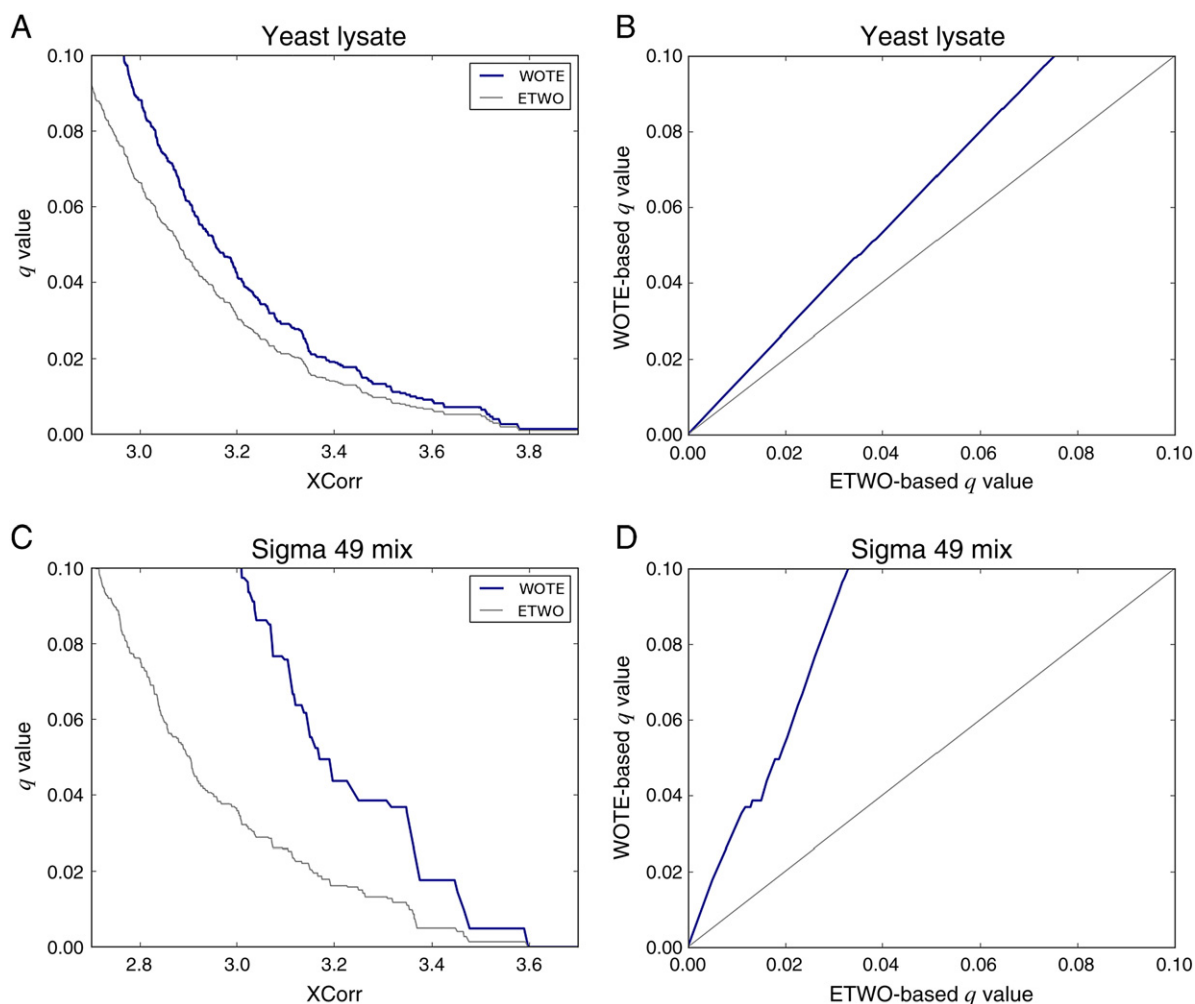 A
Yeast lysate
0.10
0.08
0.06
0.04
0.02
0.00
q value
WOTE
ETWO
3.0 3.2 3.4 3.6 3.8
XCorr
B
Yeast lysate
0.10
0.08
0.06
0.04
0.02
0.00
WOTE-based q value
0.00 0.02 0.04 0.06 0.08 0.10
ETWO-based q value
C
Sigma 49 mix
0.10
0.08
0.06
0.04
0.02
0.00
q value
WOTE
ETWO
2.8 3.0 3.2 3.4 3.6
XCorr
D
Sigma 49 mix
0.10
0.08
0.06
0.04
0.02
0.00
WOTE-based q value
0.00 0.02 0.04 0.06 0.08 0.10
ETWO-based q value